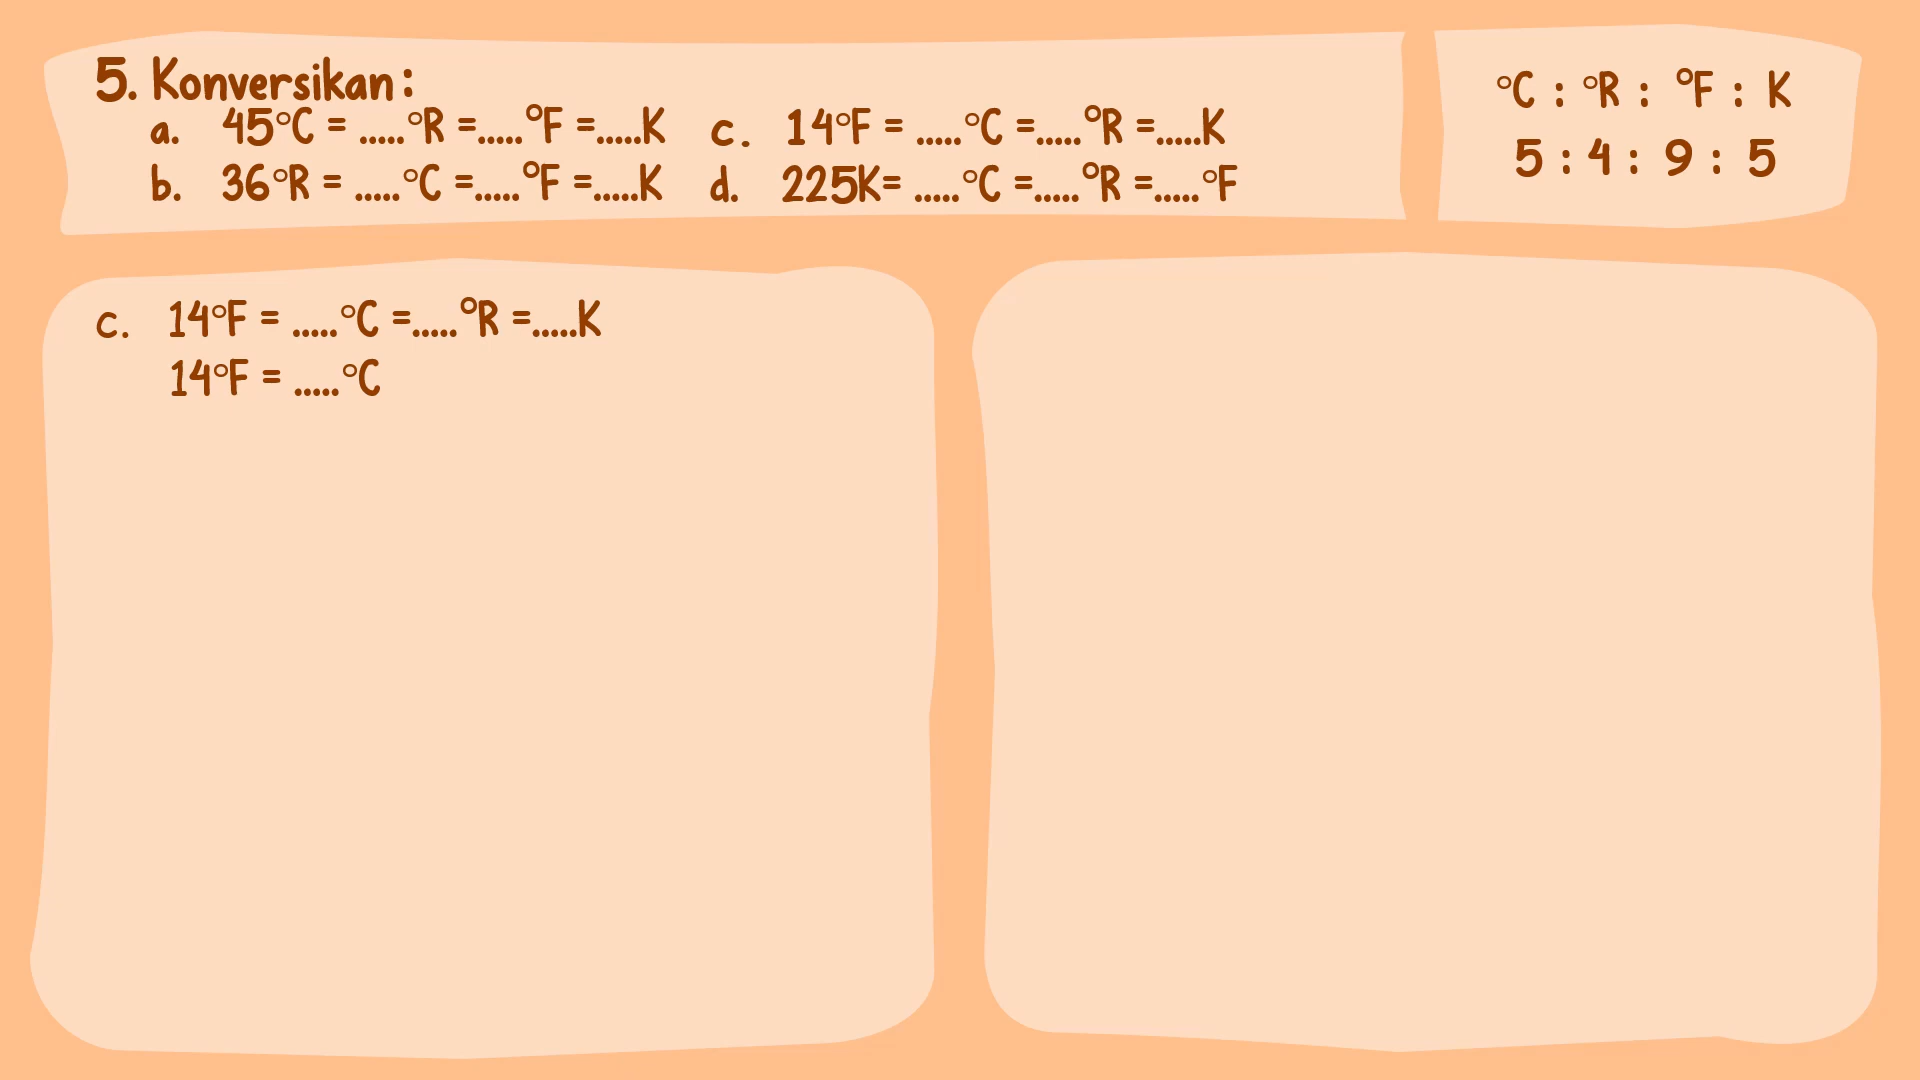 5. Konversikan:
a. 45°C = .....°R =.....°F =.....K
b. 36°R = .....°C =.....°F =.....K
c. 14°F = .....°C =.....°R =.....K
d. 225K= .....°C =.....°R =.....°F
°C : °R : °F : K
5 : 4 : 9 : 5
c. 14°F = .....°C =.....°R =.....K
14°F = .....°C